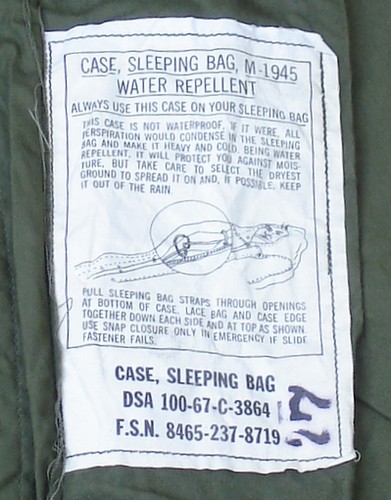 CASE, SLEEPING BAG, M-1945
WATER REPELLENT
ALWAYS USE THIS CASE ON YOUR SLEEPING BAG
THIS CASE IS NOT WATERPROOF, IF IT WERE, ALL
PERSPIRATION WOULD CONDENSE IN THE SLEEPING
BAG AND MAKE IT HEAVY AND COLD. BEING WATER
REPELLENT, IT WILL PROTECT YOU AGAINST MOIS-
TURE, BUT TAKE CARE TO SELECT THE DRYEST
GROUND TO SPREAD IT ON AND, IF POSSIBLE, KEEP
IT OUT OF THE RAIN.
PULL SLEEPING BAG STRAPS THROUGH OPENINGS
AT BOTTOM OF CASE. LACE BAG AND CASE EDGE
TOGETHER DOWN EACH SIDE AND AT TOP AS SHOWN.
USE SNAP CLOSURE ONLY IN EMERGENCY IF SLIDE
FASTENER FAILS.
CASE, SLEEPING BAG
DSA 100-67-C-3864
F.S.N. 8465-237-8719